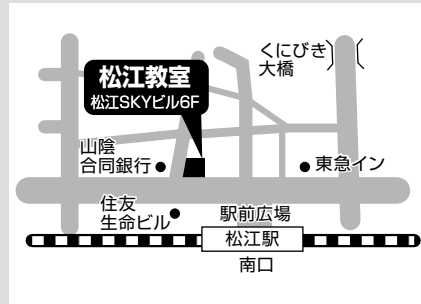 くにびき
大橋
松江教室
松江SKYビル6F
山陰
合同銀行
東急イン
住友
生命ビル
駅前広場
松江駅
南口